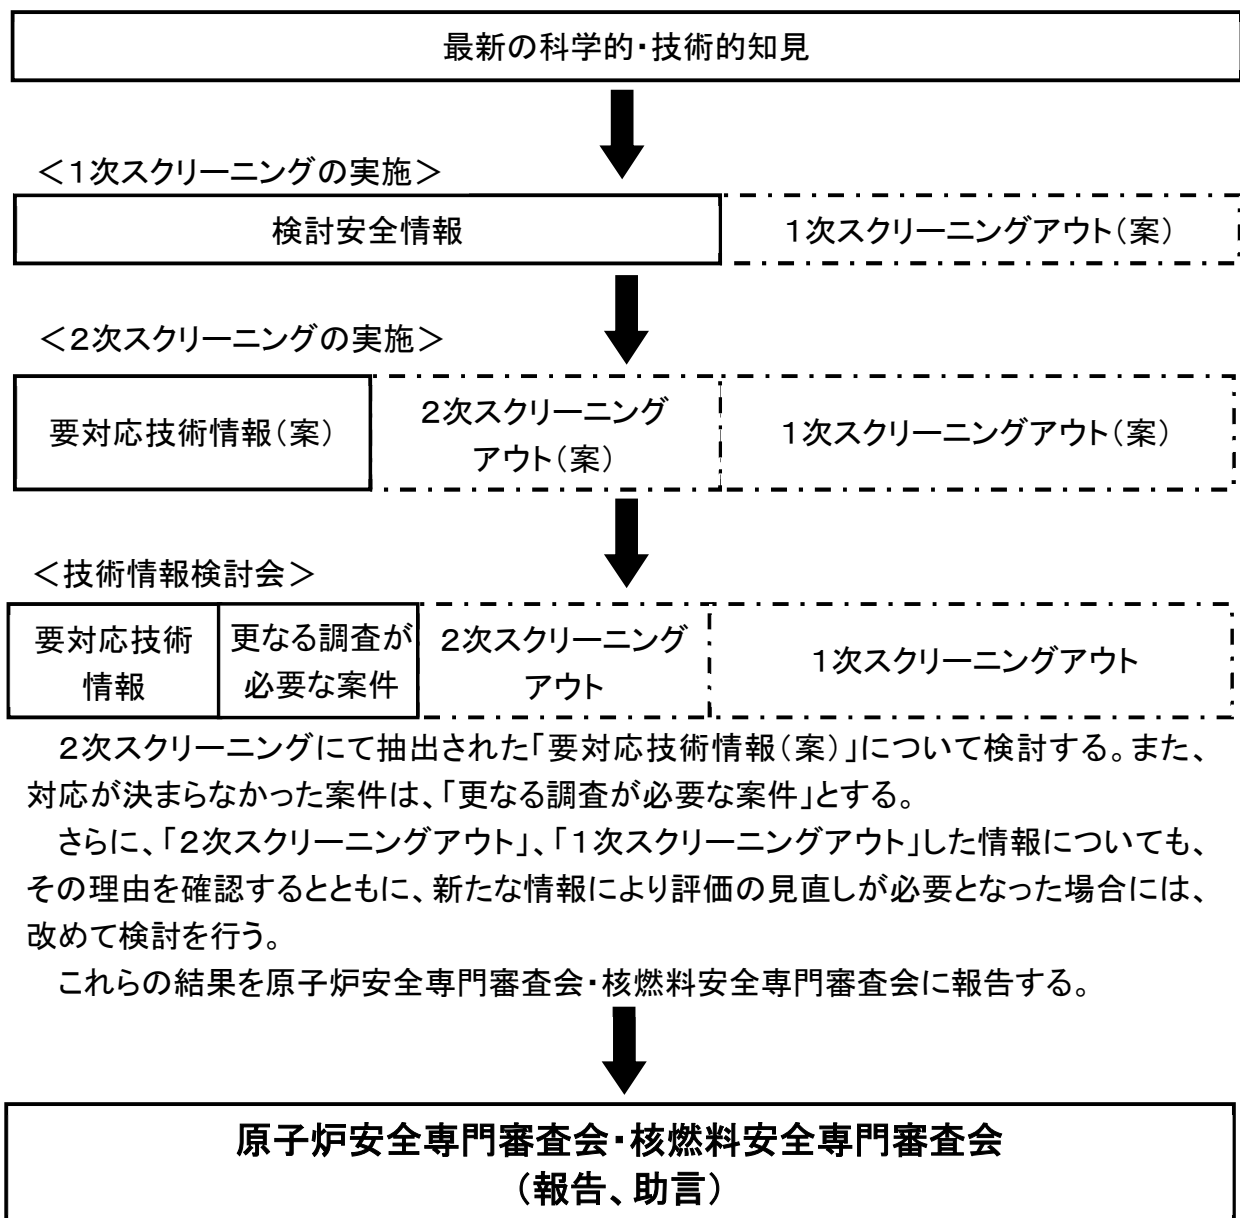 最新の科学的・技術的知見
＜１次スクリーニングの実施＞
検討安全情報
１次スクリーニングアウト（案）
＜２次スクリーニングの実施＞
要対応技術情報（案）
２次スクリーニング
アウト（案）
１次スクリーニングアウト（案）
＜技術情報検討会＞
要対応技術
情報
更なる調査が
必要な案件
２次スクリーニング
アウト
１次スクリーニングアウト
２次スクリーニングにて抽出された「要対応技術情報（案）」について検討する。また、
対応が決まらなかった案件は、「更なる調査が必要な案件」とする。
さらに、「２次スクリーニングアウト」、「１次スクリーニングアウト」した情報についても、
その理由を確認するとともに、新たな情報により評価の見直しが必要となった場合には、
改めて検討を行う。
これらの結果を原子炉安全専門審査会・核燃料安全専門審査会に報告する。
原子炉安全専門審査会・核燃料安全専門審査会
（報告、助言）